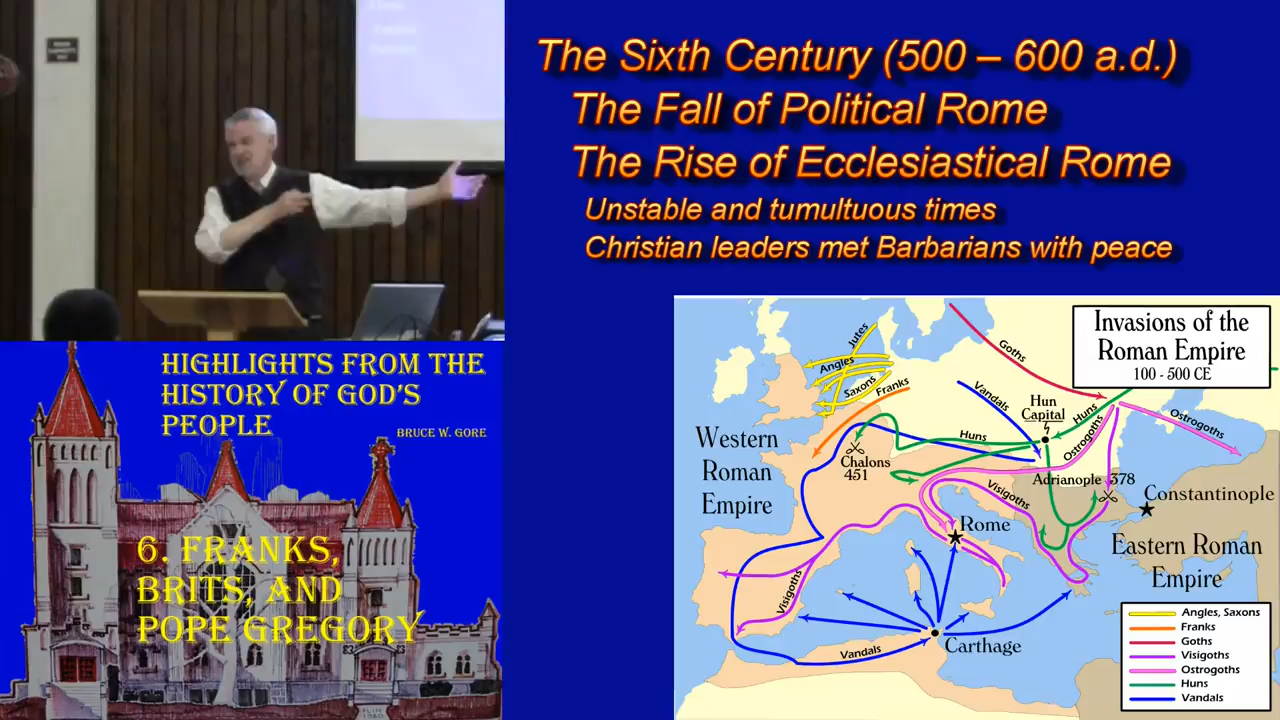 The Sixth Century (500 – 600 a.d.)
The Fall of Political Rome
The Rise of Ecclesiastical Rome
Unstable and tumultuous times
Christian leaders met Barbarians with peace
HIGHLIGHTS FROM THE
HISTORY OF GOD'S
PEOPLE
BRUCE W. GORE
6. FRANKS,
BRITS, AND
POPE GREGORY
Invasions of the
Roman Empire
100 - 500 CE
Jutes
Angles
Saxons
Franks
Goths
Vandals
Hun
Capital
Huns
Ostrogoths
Ostrogoths
Huns
Western
Roman
Empire
Chalons
451
Adrianople 378
Visigoths
Constantinople
Rome
Eastern Roman
Empire
Visigoths
Vandals
Carthage
Angles, Saxons
Franks
Goths
Visigoths
Ostrogoths
Huns
Vandals